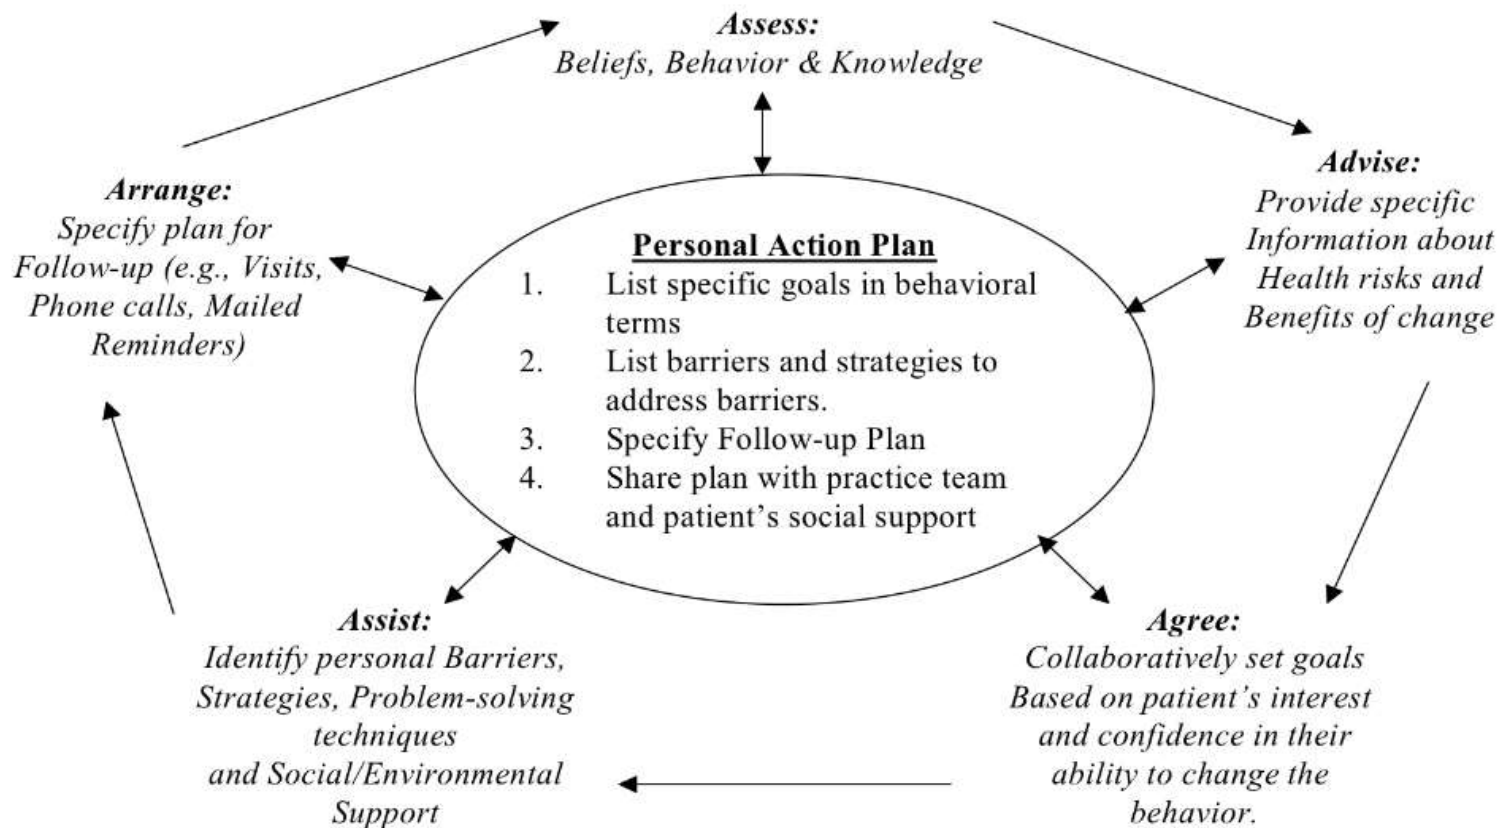 Assess:
Beliefs, Behavior & Knowledge
Advise:
Provide specific
Information about
Health risks and
Benefits of change
Arrange:
Specify plan for
Follow-up (e.g., Visits,
Phone calls, Mailed
Reminders)
Personal Action Plan
1. List specific goals in behavioral
terms
2. List barriers and strategies to
address barriers.
3. Specify Follow-up Plan
4. Share plan with practice team
and patient’s social support
Assist:
Identify personal Barriers,
Strategies, Problem-solving
techniques
and Social/Environmental
Support
Agree:
Collaboratively set goals
Based on patient’s interest
and confidence in their
ability to change the
behavior.